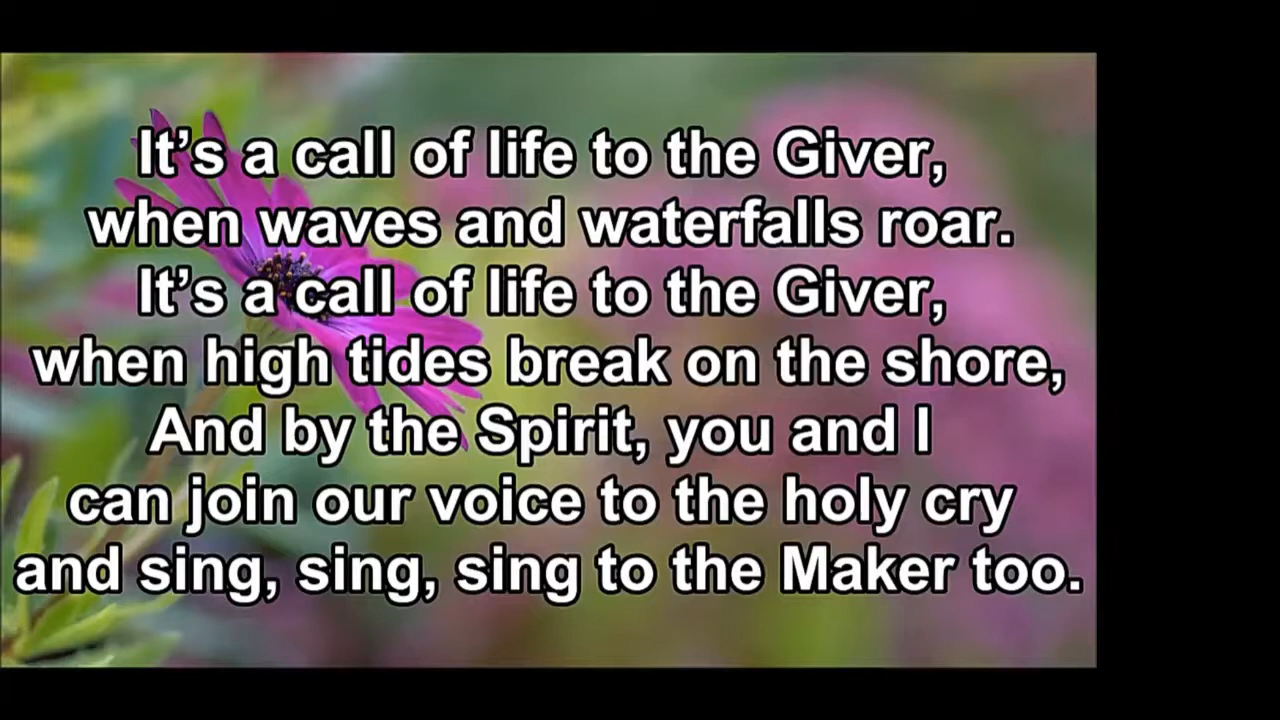 It’s a call of life to the Giver,
when waves and waterfalls roar.
It’s a call of life to the Giver,
when high tides break on the shore,
And by the Spirit, you and I
can join our voice to the holy cry
and sing, sing, sing to the Maker too.